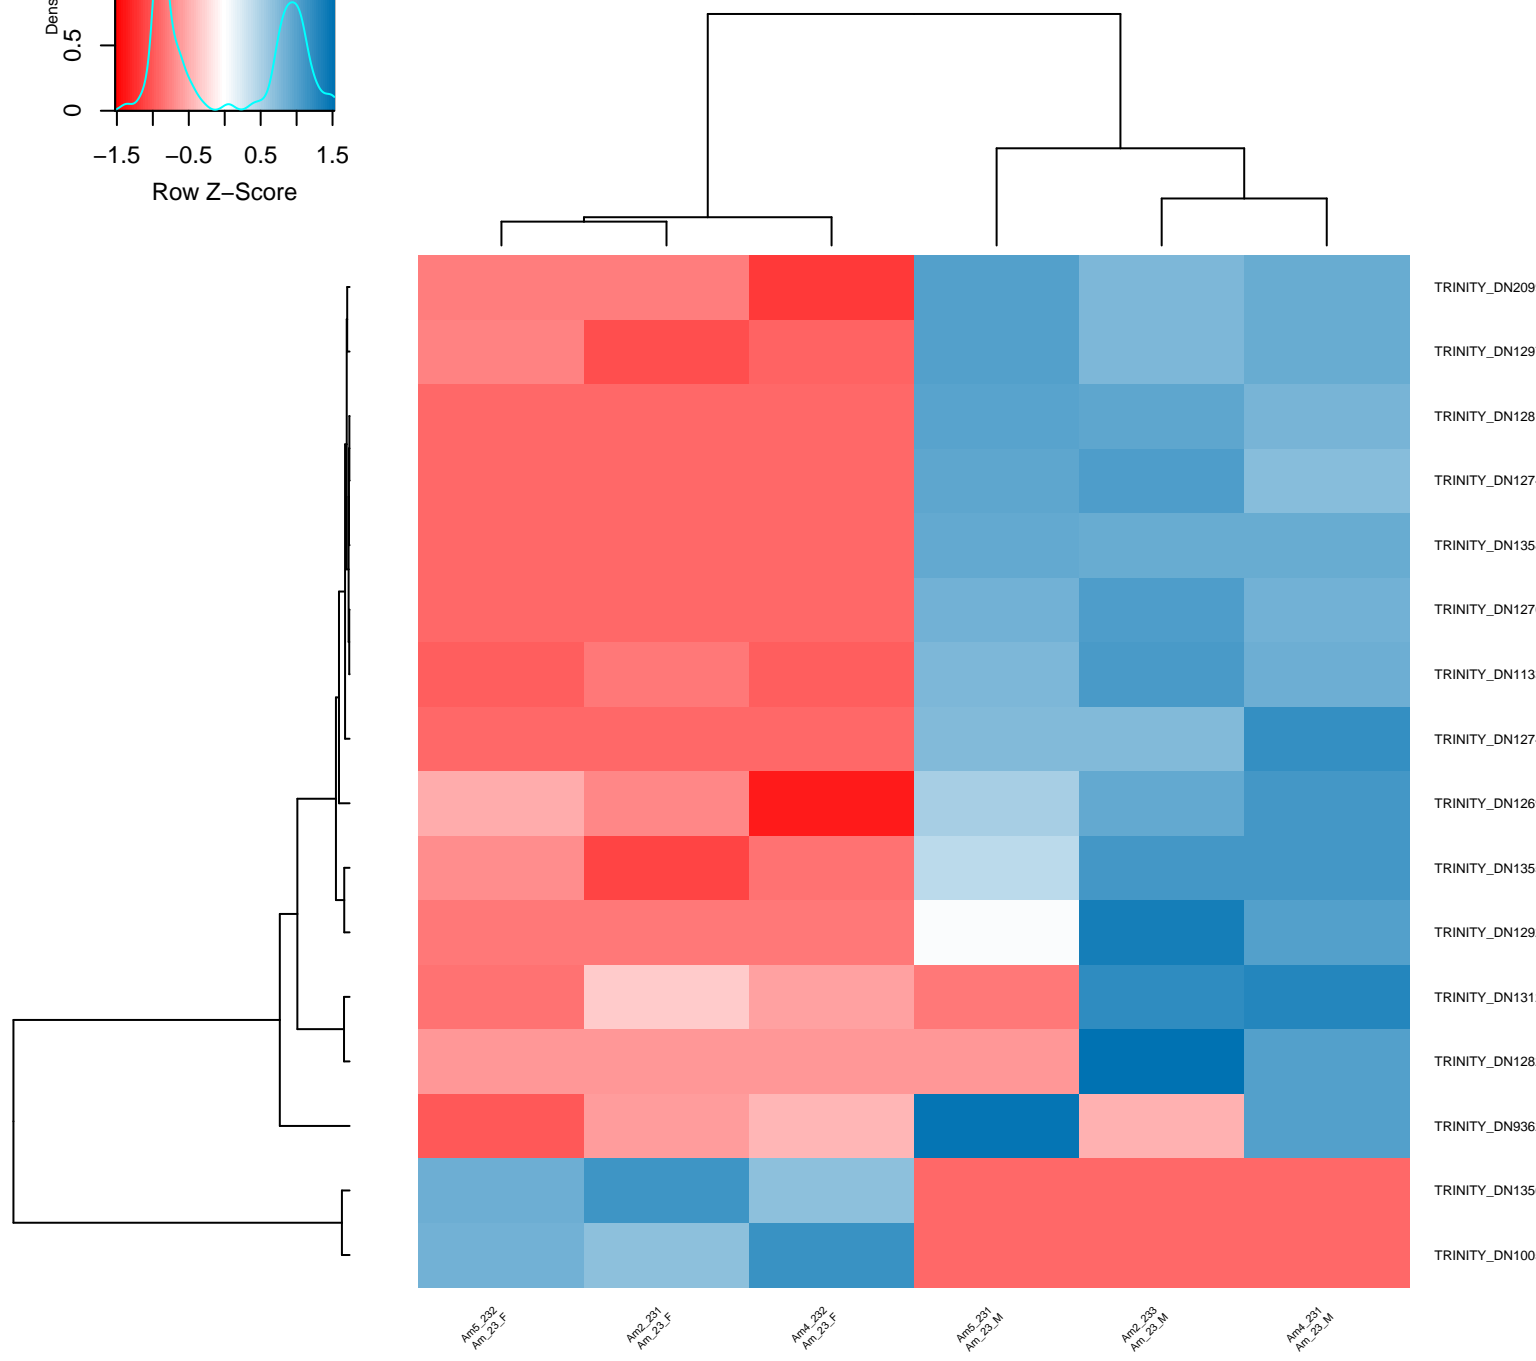 Dens
0.5
0
−1.5 −0.5 0.5 1.5
Row Z−Score
TRINITY_DN209
TRINITY_DN129
TRINITY_DN128
TRINITY_DN127
TRINITY_DN135
TRINITY_DN127
TRINITY_DN113
TRINITY_DN127
TRINITY_DN126
TRINITY_DN135
TRINITY_DN129
TRINITY_DN131
TRINITY_DN128
TRINITY_DN936
TRINITY_DN135
TRINITY_DN100
Am5_232
Am_23_F
Am2_231
Am_23_F
Am4_232
Am_23_F
Am5_231
Am_23_M
Am2_233
Am_23_M
Am4_231
Am_23_M